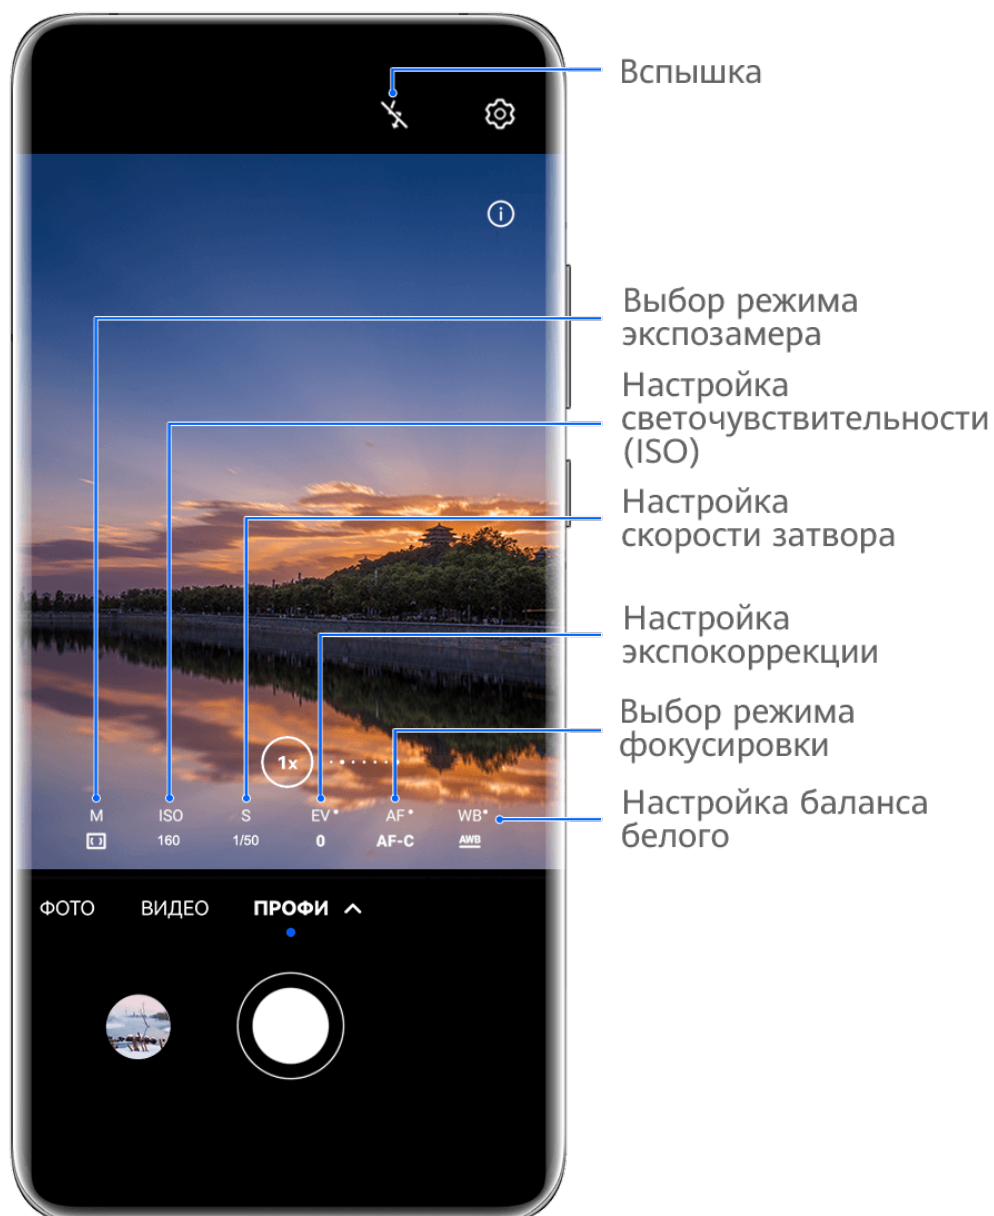 Вспышка
Выбор режима
экспозамера
Настройка
светочувствительности
(ISO)
Настройка
скорости затвора
Настройка
экспокоррекции
Выбор режима
фокусировки
1x
M ISO S EV AF WB
160 1/50 0 AF-C AWB
Настройка баланса
белого
ФОТО ВИДЕО ПРОФИ